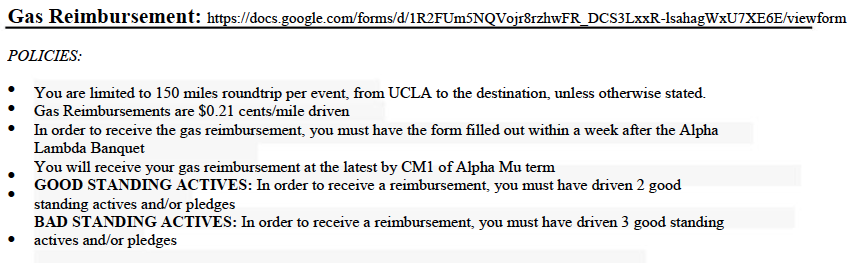 Gas Reimbursement: https://docs.google.com/forms/d/1R2FUm5NQVojr8rzhwFR_DCS3LxxR-lsahagWxU7XE6E/viewform
POLICIES:
• You are limited to 150 miles roundtrip per event, from UCLA to the destination, unless otherwise stated.
• Gas Reimbursements are $0.21 cents/mile driven
• In order to receive the gas reimbursement, you must have the form filled out within a week after the Alpha
Lambda Banquet
• You will receive your gas reimbursement at the latest by CM1 of Alpha Mu term
• GOOD STANDING ACTIVES: In order to receive a reimbursement, you must have driven 2 good
standing actives and/or pledges
BAD STANDING ACTIVES: In order to receive a reimbursement, you must have driven 3 good standing
• actives and/or pledges